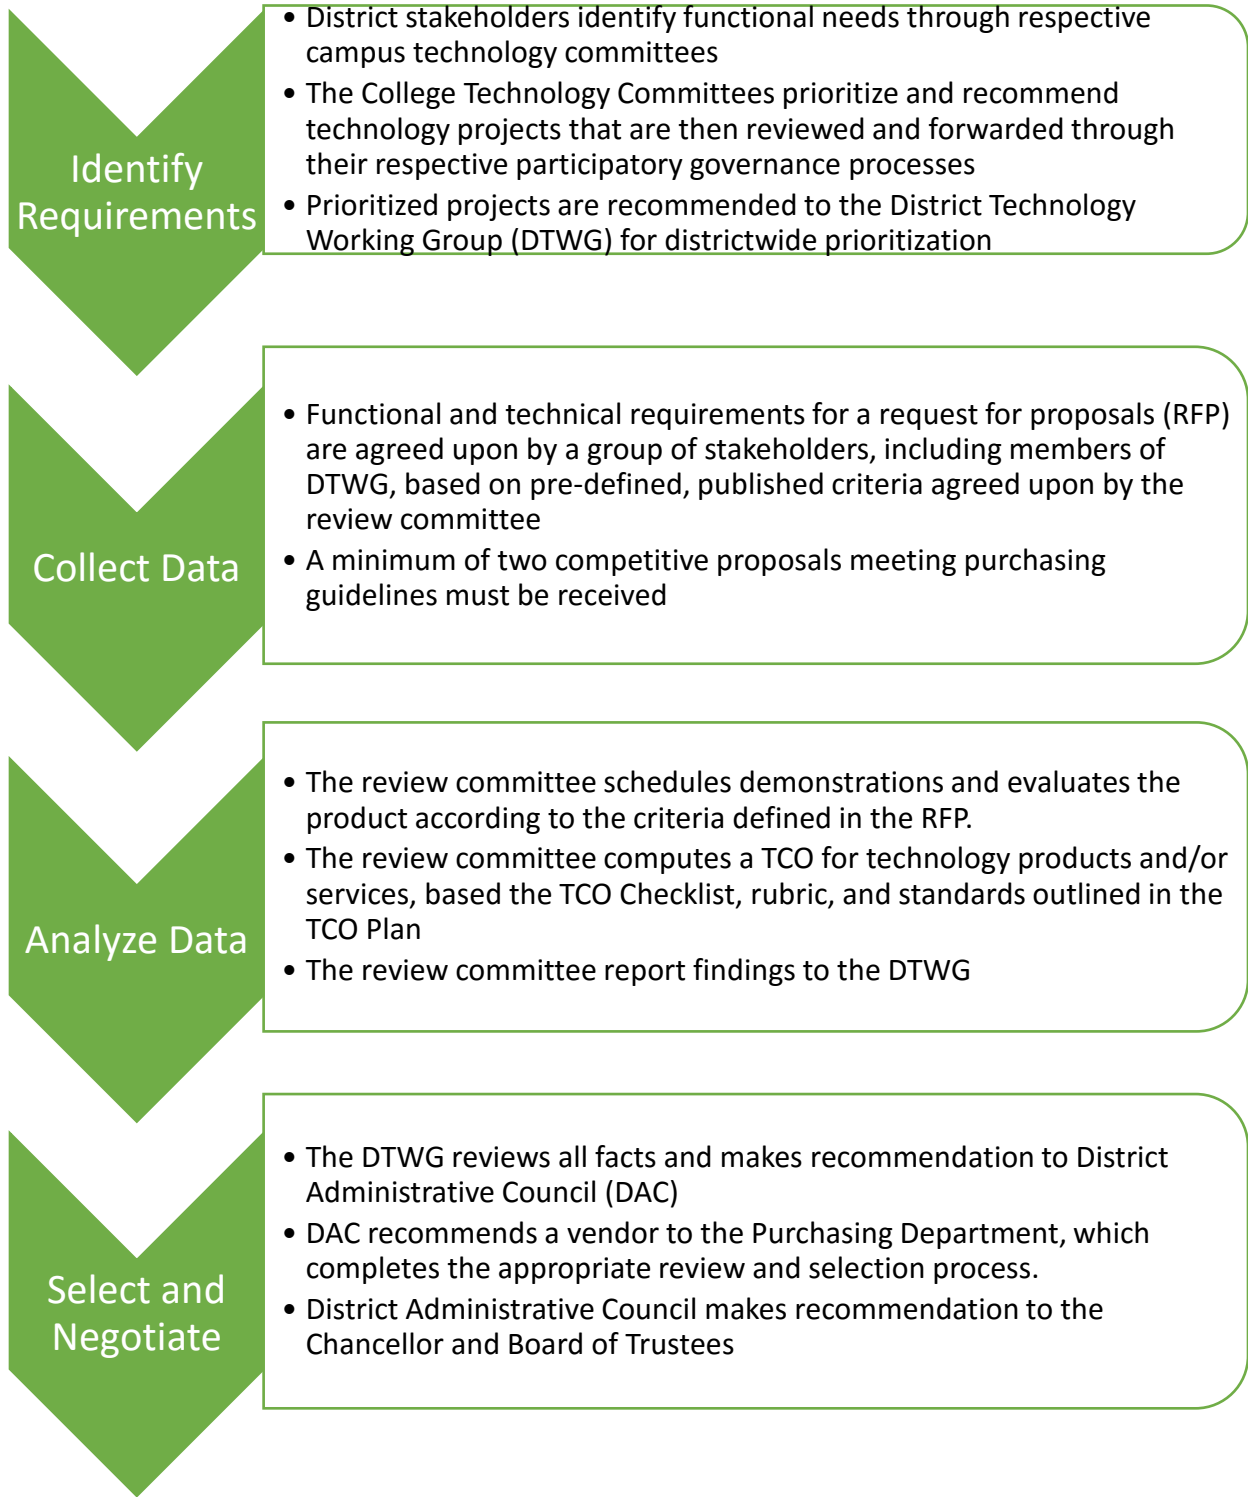 Identify
Requirements
• District stakeholders identify functional needs through respective
campus technology committees
• The College Technology Committees prioritize and recommend
technology projects that are then reviewed and forwarded through
their respective participatory governance processes
• Prioritized projects are recommended to the District Technology
Working Group (DTWG) for districtwide prioritization
Collect Data
• Functional and technical requirements for a request for proposals (RFP)
are agreed upon by a group of stakeholders, including members of
DTWG, based on pre-defined, published criteria agreed upon by the
review committee
• A minimum of two competitive proposals meeting purchasing
guidelines must be received
Analyze Data
• The review committee schedules demonstrations and evaluates the
product according to the criteria defined in the RFP.
• The review committee computes a TCO for technology products and/or
services, based the TCO Checklist, rubric, and standards outlined in the
TCO Plan
• The review committee report findings to the DTWG
Select and
Negotiate
• The DTWG reviews all facts and makes recommendation to District
Administrative Council (DAC)
• DAC recommends a vendor to the Purchasing Department, which
completes the appropriate review and selection process.
• District Administrative Council makes recommendation to the
Chancellor and Board of Trustees